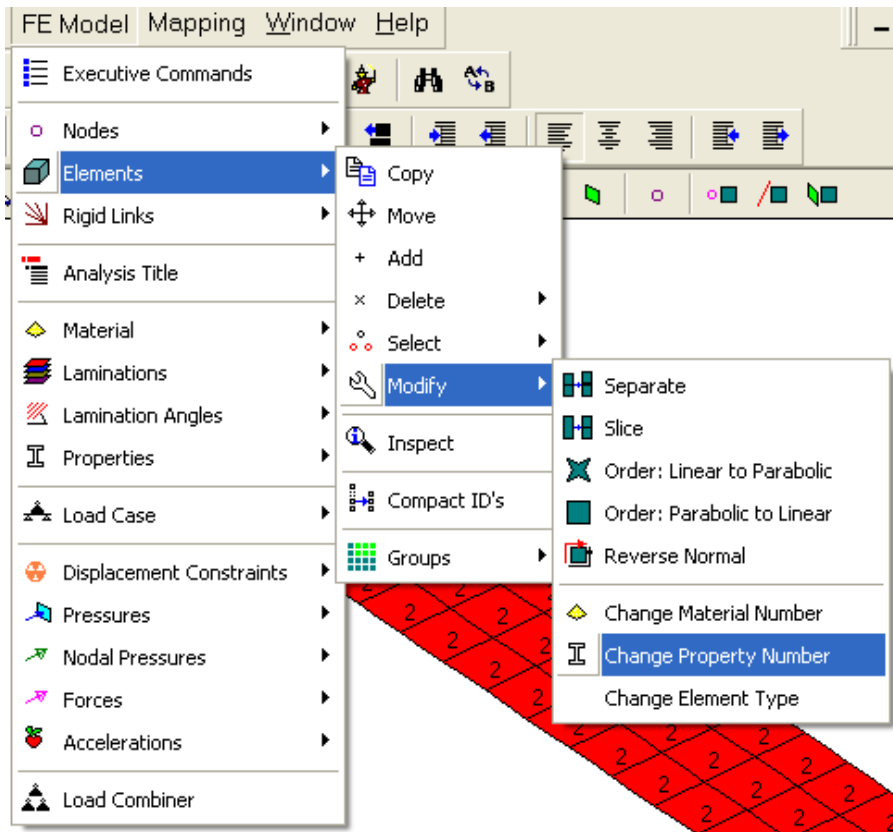 FE Model Mapping Window Help
Executive Commands
Nodes
Elements
Rigid Links
Analysis Title
Material
Laminations
Lamination Angles
Properties
Load Case
Displacement Constraints
Pressures
Nodal Pressures
Forces
Accelerations
Load Combiner
A B
Copy
Move
Add
Delete
Select
Modify
Inspect
Compact ID's
Groups
Separate
Slice
Order: Linear to Parabolic
Order: Parabolic to Linear
Reverse Normal
Change Material Number
Change Property Number
Change Element Type
2 2
2 2
2
2
2 2
2 2
2 2
2 2